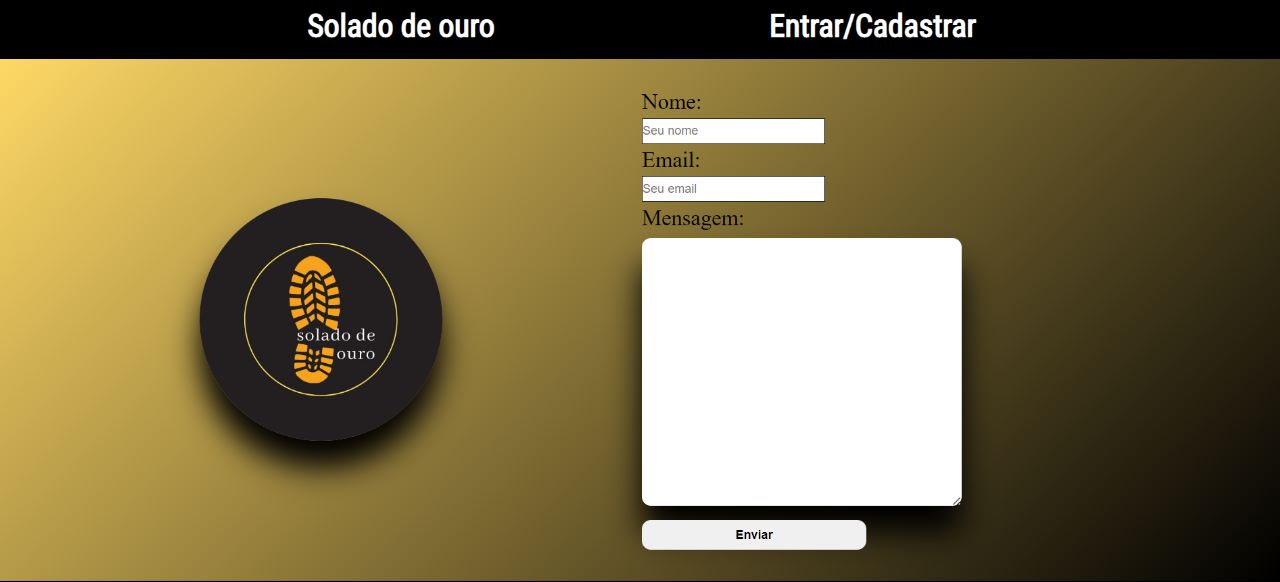 Solado de ouro
Entrar/Cadastrar
Nome:
Seu nome
Email:
Seu email
Mensagem:
solado de
ouro
Enviar